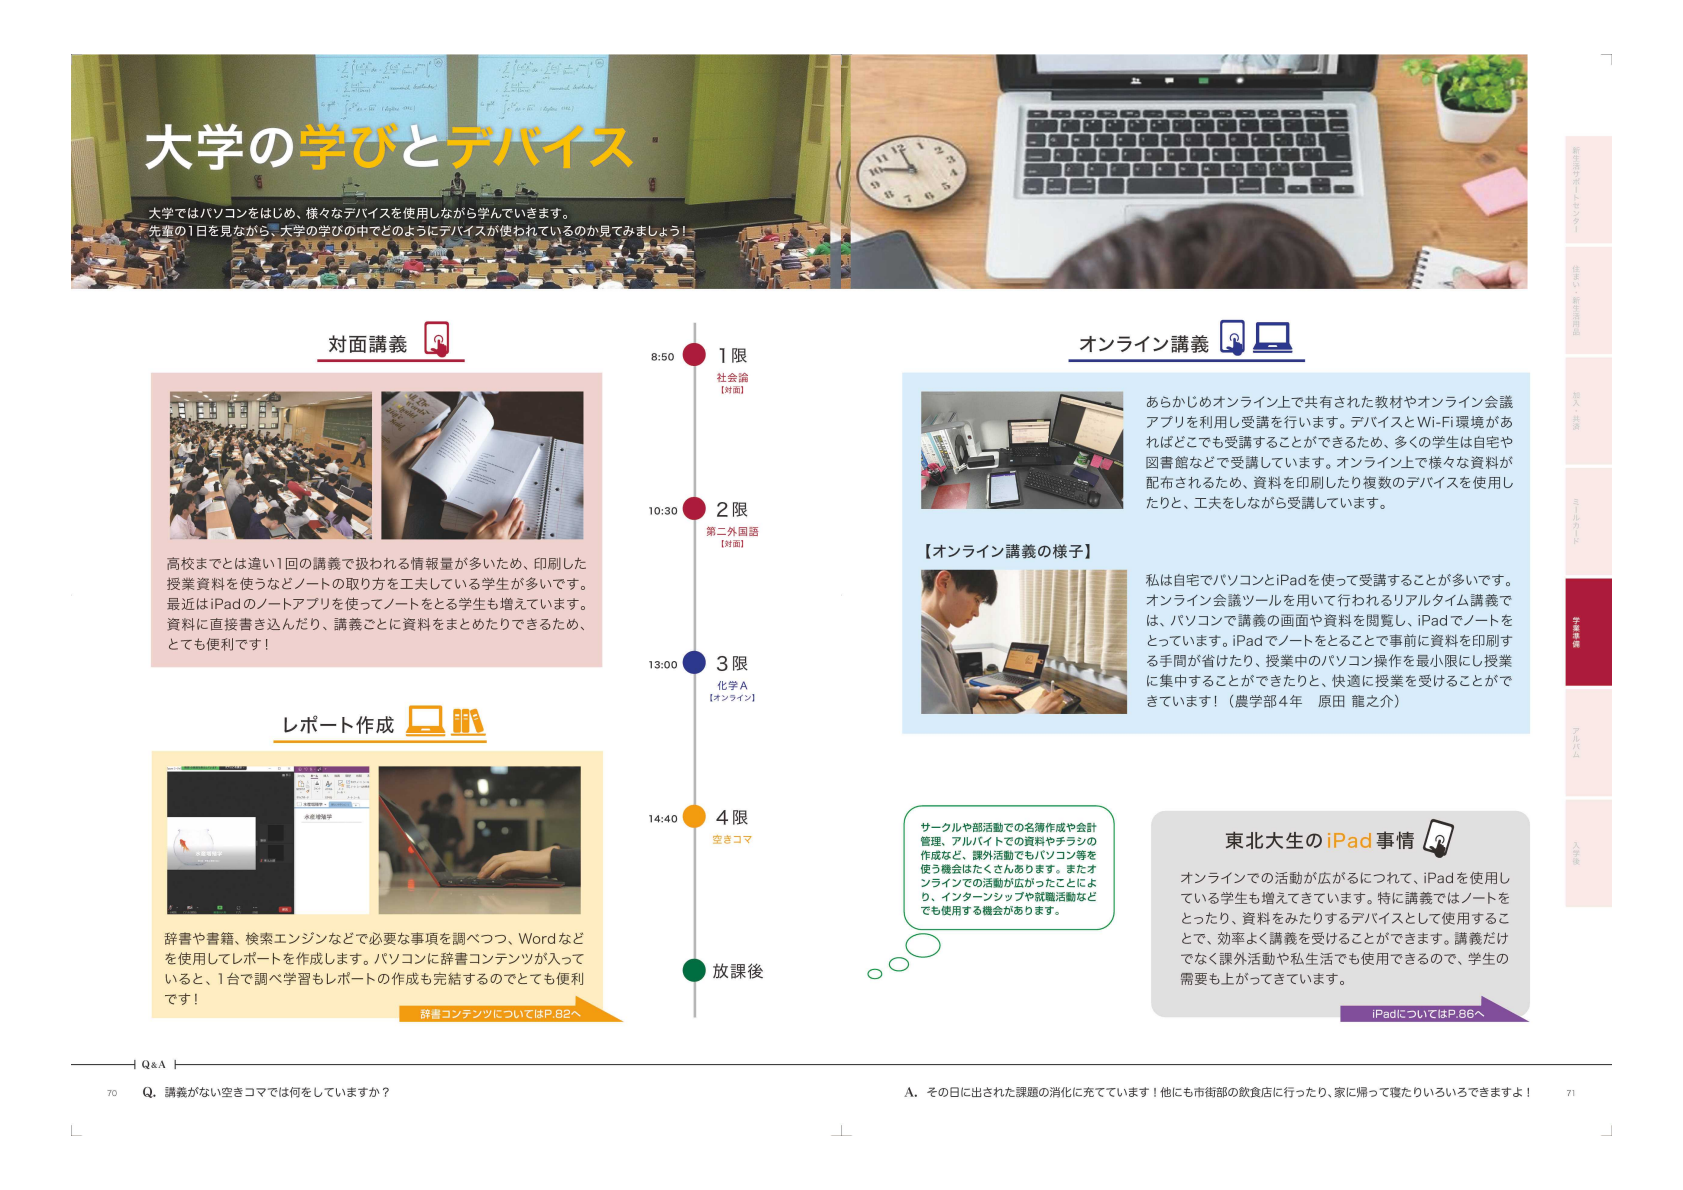 大学の学びとデバイス
大学ではパソコンをはじめ、様々なデバイスを使用しながら学んでいきます。
先輩の1日を見ながら、大学の学びの中でどのようにデバイスが使われているのか見てみましょう！
対面講義
高校までとは違い1回の講義で扱われる情報量が多いため、印刷した
授業資料を使うなどノートの取り方を工夫している学生が多いです。
最近はiPadのノートアプリを使ってノートをとる学生も増えています。
資料に直接書き込んだり、講義ごとに資料をまとめたりできるため、
とても便利です！
レポート作成
水産増殖学
辞書や書籍、検索エンジンなどで必要な事項を調べつつ、Wordなど
を使用してレポートを作成します。パソコンに辞書コンテンツが入って
いると、1台で調べ学習もレポートの作成も完結するのでとても便利
です！
辞書コンテンツについてはP.82へ
8:50 1限
社会論
【対面】
10:30 2限
第二外国語
【対面】
13:00 3限
化学A
【オンライン】
14:40 4限
空きコマ
放課後
オンライン講義
あらかじめオンライン上で共有された教材やオンライン会議
アプリを利用し受講を行います。デバイスとWi-Fi環境があ
ればどこでも受講することができるため、多くの学生は自宅や
図書館などで受講しています。オンライン上で様々な資料が
配布されるため、資料を印刷したり複数のデバイスを使用し
たりと、工夫をしながら受講しています。
【オンライン講義の様子】
私は自宅でパソコンとiPadを使って受講することが多いです。
オンライン会議ツールを用いて行われるリアルタイム講義で
は、パソコンで講義の画面や資料を閲覧し、iPadでノートを
とっています。iPadでノートをとることで事前に資料を印刷す
る手間が省けたり、授業中のパソコン操作を最小限にし授業
に集中することができたりと、快適に授業を受けることがで
きています！（農学部4年　原田 龍之介）
サークルや部活動での名簿作成や会計
管理、アルバイトでの資料やチラシの
作成など、課外活動でもパソコン等を
使う機会はたくさんあります。またオ
ンラインでの活動が広がったことによ
り、インターンシップや就職活動など
でも使用する機会があります。
東北大生のiPad事情
オンラインでの活動が広がるにつれて、iPadを使用し
ている学生も増えてきています。特に講義ではノートを
とったり、資料をみたりするデバイスとして使用するこ
とで、効率よく講義を受けることができます。講義だけ
でなく課外活動や私生活でも使用できるので、学生の
需要も上がってきています。
iPadについてはP.86へ
新生活サポートセンター
住まい・新生活用品
加入・共済
ミールカード
学業準備
アルバム
入学後
Q&A
70 Q. 講義がない空きコマでは何をしていますか？
A. その日に出された課題の消化に充てています！他にも市街部の飲食店に行ったり、家に帰って寝たりいろいろできますよ！ 71